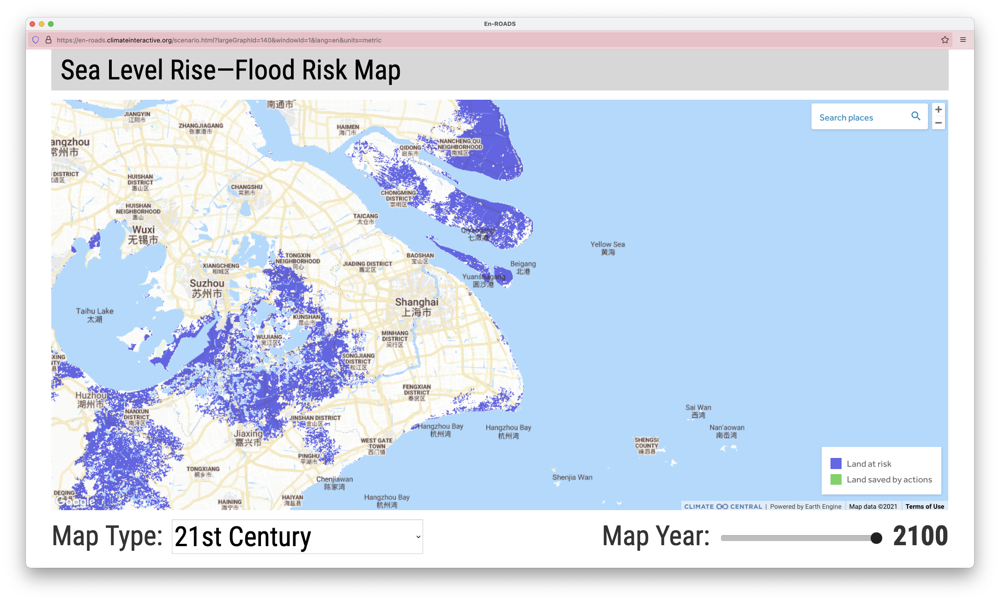 En-ROADS
https://en-roads.climateinteractive.org/scenario.html?largeGraphId=140&windowId=1&lang=en&units=metric
Sea Level Rise—Flood Risk Map
南通市
JIANGYIN
江阴市
ZHANGJIAGANG
张家港市
HAIMEN
海门市
Search places
+
−
angzhou
常州市
QIDONG
启东市
NANCHENG QU
NEIGHBORHOOD
南城区
DISTRICT
进区
HUISHAN
DISTRICT
惠山区
CHANGSHU
常熟市
CHONGMING
DISTRICT
崇明区
HUISHAN
NEIGHBORHOOD
惠山
TAICANG
太仓市
Wuxi
无锡市
Qiyaogang
七滧港
Yellow Sea
黄海
TONGXIN
NEIGHBORHOOD
同心
BAOSHAN
宝山区
XIANGCHENG
相城区
JIADING DISTRICT
嘉定区
Beigang
北港
Yuanshagang
圆沙港
Suzhou
苏州市
Shanghai
上海市
Taihu Lake
太湖
KUNSHAN
昆山市
WUJIANG
吴江区
MINHANG
DISTRICT
闵行区
XING
NTY
县
SONGJIANG
DISTRICT
松江区
Huzhou
湖州市
FENGXIAN
DISTRICT
奉贤区
NANXUN
DISTRICT
南浔区
JINSHAN DISTRICT
金山区
Sai Wan
西湾
Hangzhou Bay
杭州湾
Hangzhou Bay
杭州湾
Nan'aowan
南岙湾
Jiaxing
嘉兴市
WEST GATE
TOWN
西门镇
SHENGSI
COUNTY
嵊泗县
PINGHU
平湖市
TONGXIANG
桐乡市
Land at risk
Chenjiawan
陈家湾
Shenjia Wan
Land saved by actions
DEQING
Google
HAINING
海宁市
HAIYAN
海盐县
Hangzhou Bay
杭州湾
CLIMATE CENTRAL | Powered by Earth Engine Map data ©2021 Terms of Use
Map Type: 21st Century Map Year: 2100